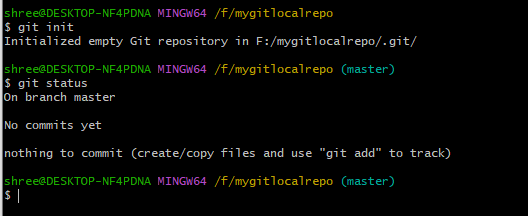 shree@DESKTOP-NF4PDNA MINGW64 /f/mygitlocalrepo
$ git init
Initialized empty Git repository in F:/mygitlocalrepo/.git/
shree@DESKTOP-NF4PDNA MINGW64 /f/mygitlocalrepo (master)
$ git status
On branch master
No commits yet
nothing to commit (create/copy files and use "git add" to track)
shree@DESKTOP-NF4PDNA MINGW64 /f/mygitlocalrepo (master)
$